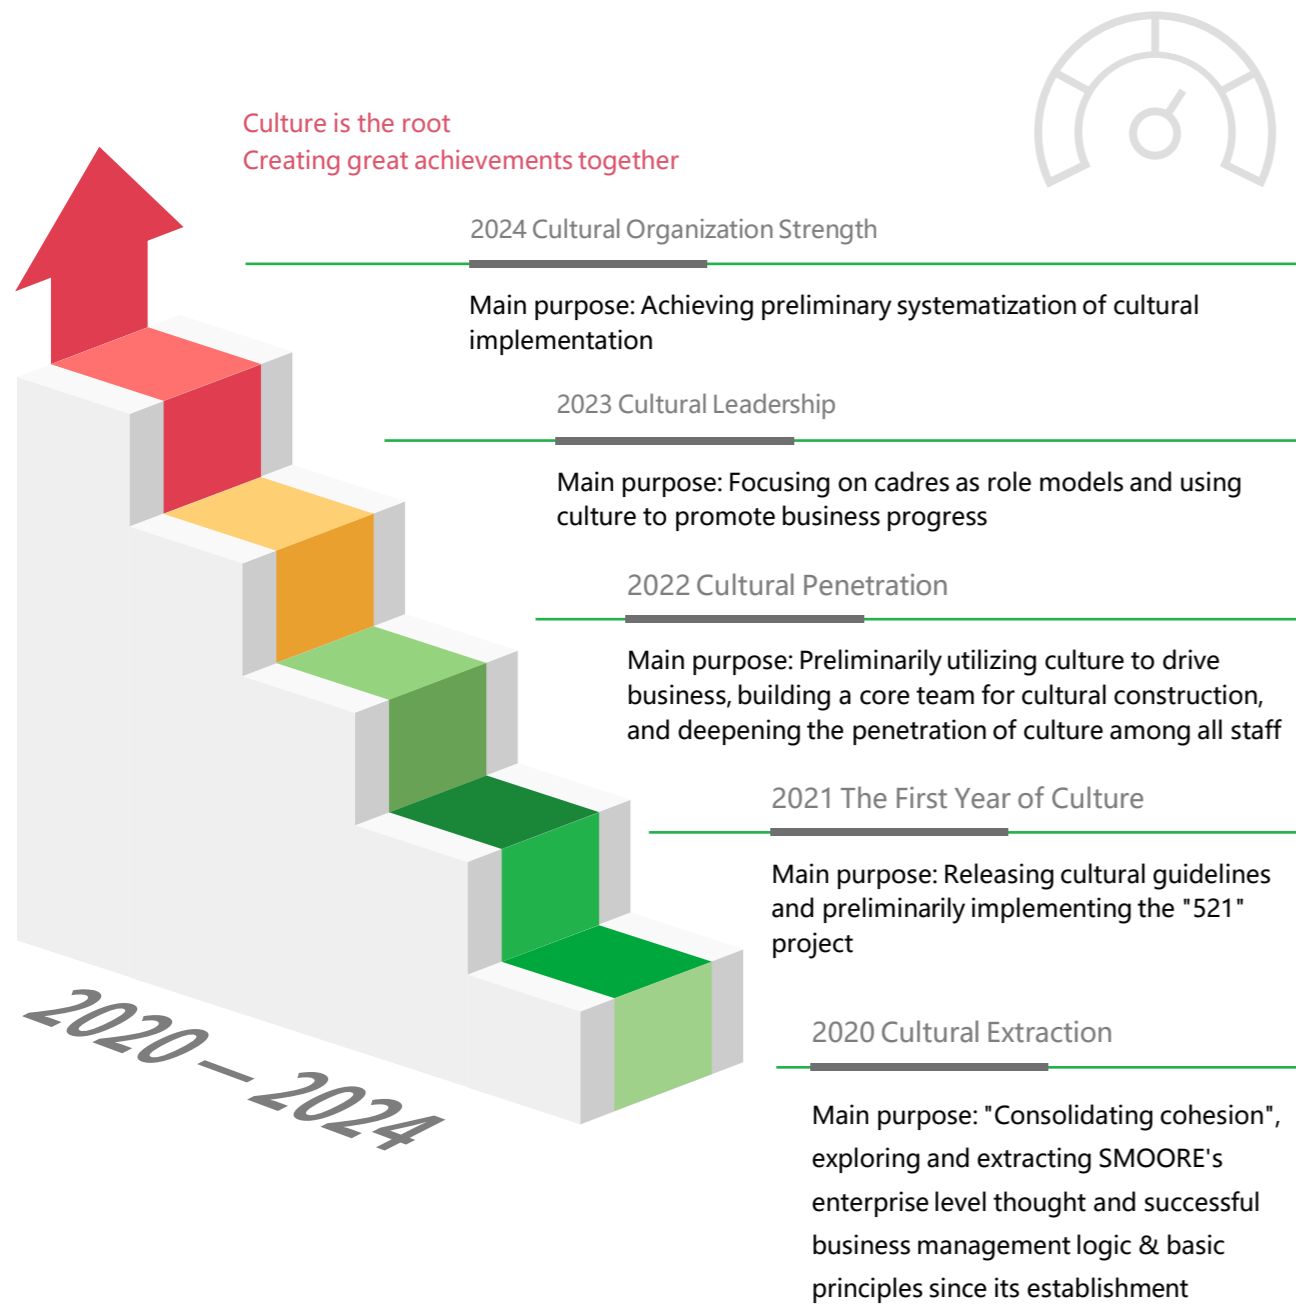 Culture is the root
Creating great achievements together
2024 Cultural Organization Strength
Main purpose: Achieving preliminary systematization of cultural
implementation
2023 Cultural Leadership
Main purpose: Focusing on cadres as role models and using
culture to promote business progress
2022 Cultural Penetration
Main purpose: Preliminarily utilizing culture to drive
business, building a core team for cultural construction,
and deepening the penetration of culture among all staff
2021 The First Year of Culture
Main purpose: Releasing cultural guidelines
and preliminarily implementing the "521"
project
2020 Cultural Extraction
Main purpose: "Consolidating cohesion",
exploring and extracting SMOORE's
enterprise level thought and successful
business management logic & basic
principles since its establishment
2020 — 2024